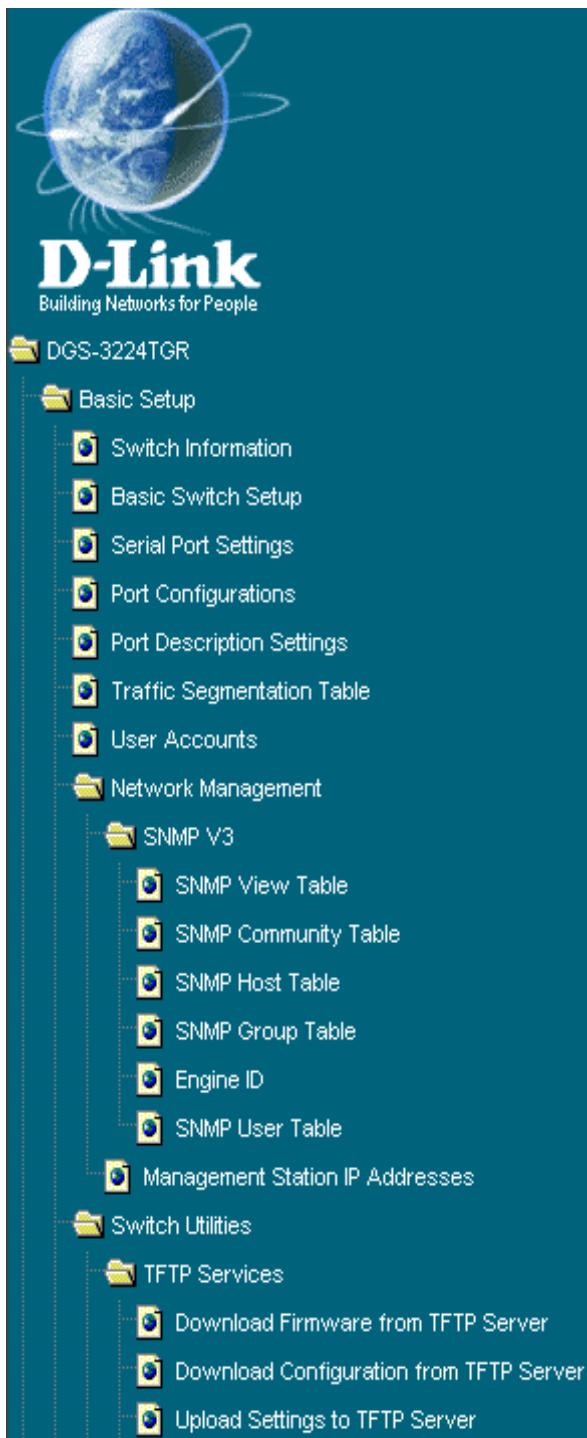 D-Link
Building Networks for People
DGS-3224TGR
Basic Setup
Switch Information
Basic Switch Setup
Serial Port Settings
Port Configurations
Port Description Settings
Traffic Segmentation Table
User Accounts
Network Management
SNMP V3
SNMP View Table
SNMP Community Table
SNMP Host Table
SNMP Group Table
Engine ID
SNMP User Table
Management Station IP Addresses
Switch Utilities
TFTP Services
Download Firmware from TFTP Server
Download Configuration from TFTP Server
Upload Settings to TFTP Server